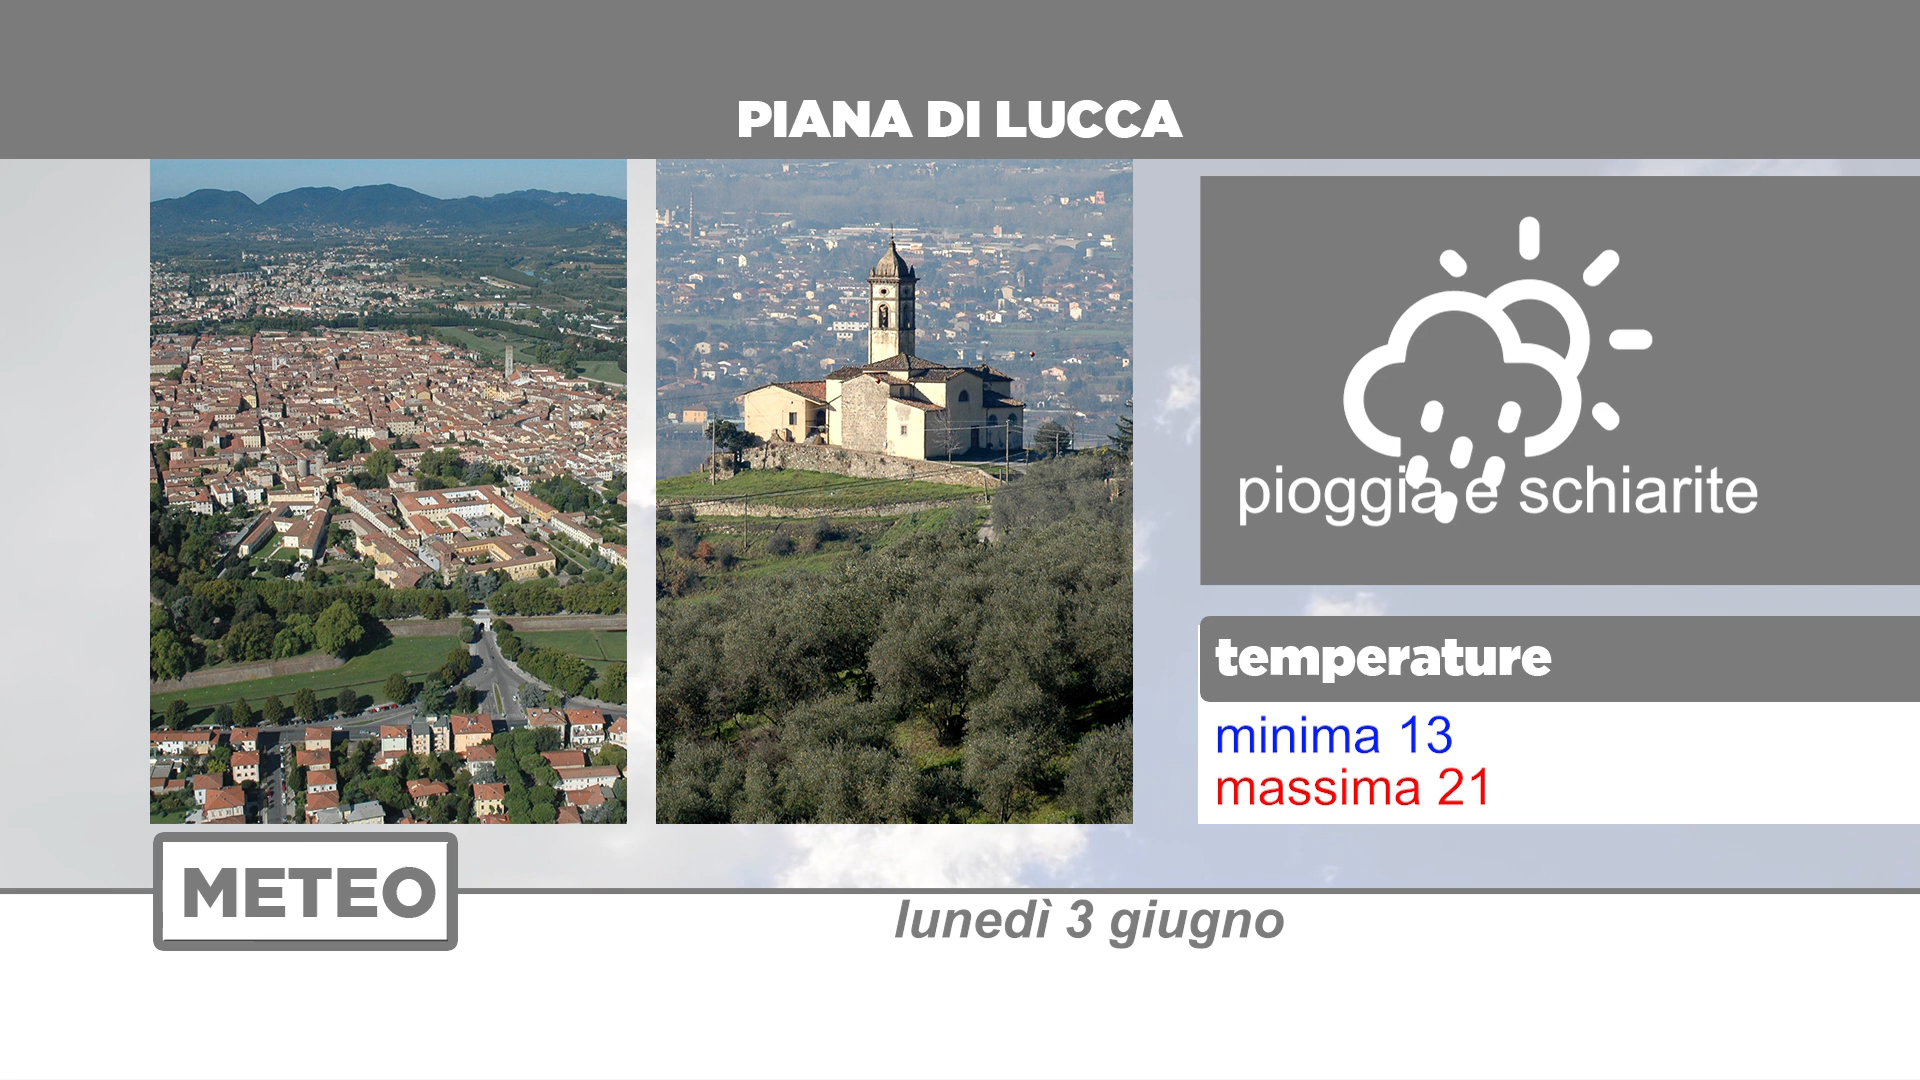 PIANA DI LUCCA
pioggia e schiarite
temperature
minima 13
massima 21
METEO
lunedì 3 giugno